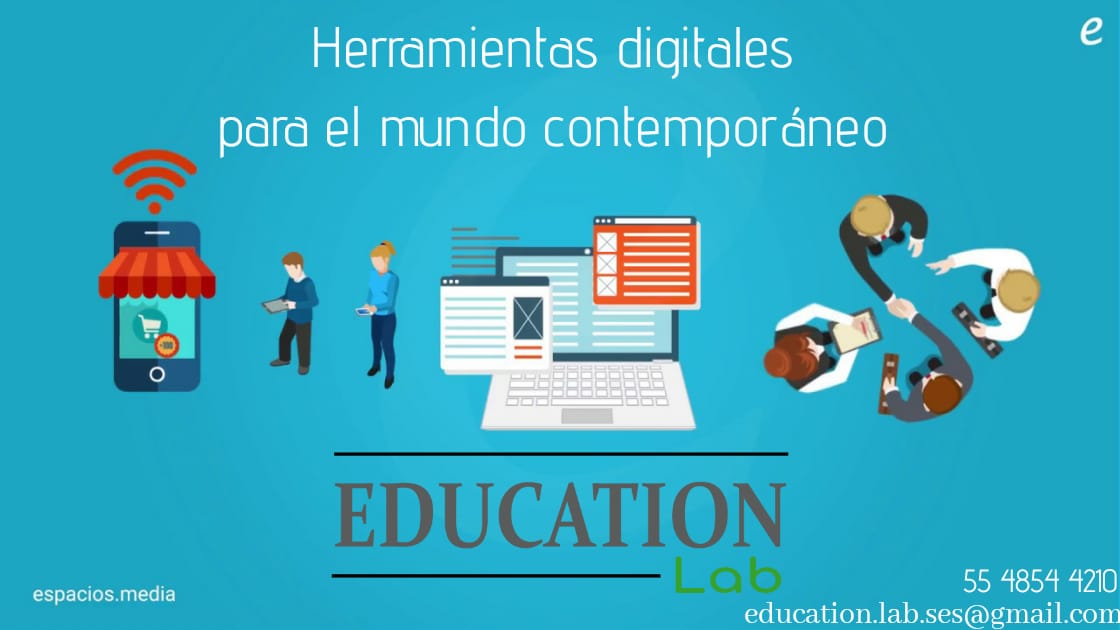 e
Herramientas digitales
para el mundo contemporáneo
EDUCATION
Lab
espacios.media
55 4854 4210
education.lab.ses@gmail.com